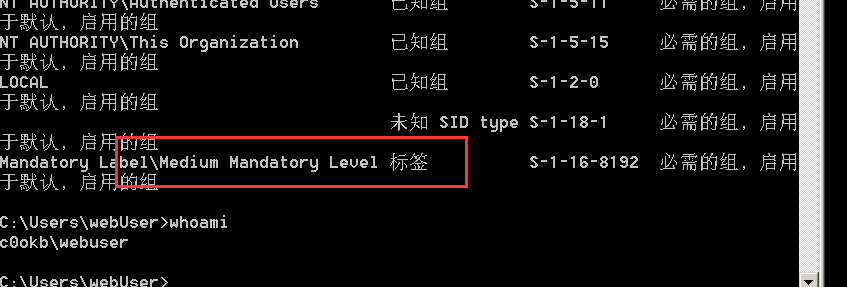 NT AUTHORITY\Authenticated Users 已知组 S-1-5-11 必需的组, 启用
于默认, 启用的组
NT AUTHORITY\This Organization 已知组 S-1-5-15 必需的组, 启用
于默认, 启用的组
LOCAL 已知组 S-1-2-0 必需的组, 启用
于默认, 启用的组
未知 SID type S-1-18-1 必需的组, 启用
于默认, 启用的组
Mandatory Label\Medium Mandatory Level 标签 S-1-16-8192 必需的组, 启用
于默认, 启用的组
C:\Users\webUser>whoami
c0okb\webuser
C:\Users\webUser>